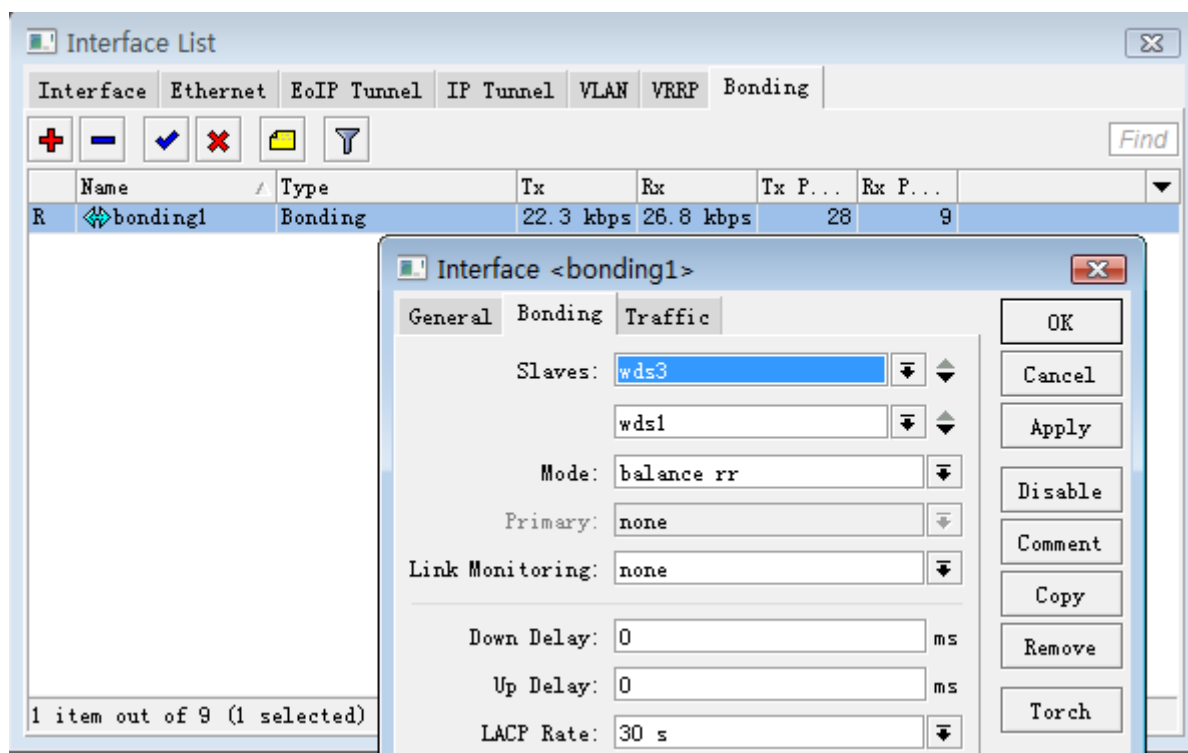 Interface List
Interface Ethernet EoIP Tunnel IP Tunnel VLAN VRRP Bonding
Find
Name Type Tx Rx Tx P... Rx P...
R bonding1 Bonding 22.3 kbps 26.8 kbps 28 9
Interface <bonding1>
General Bonding Traffic
OK
Slaves: wds3
Cancel
wds1
Apply
Mode: balance rr
Disable
Primary: none
Comment
Link Monitoring: none
Copy
Down Delay: 0 ms
Remove
Up Delay: 0 ms
1 item out of 9 (1 selected)
Torch
LACP Rate: 30 s